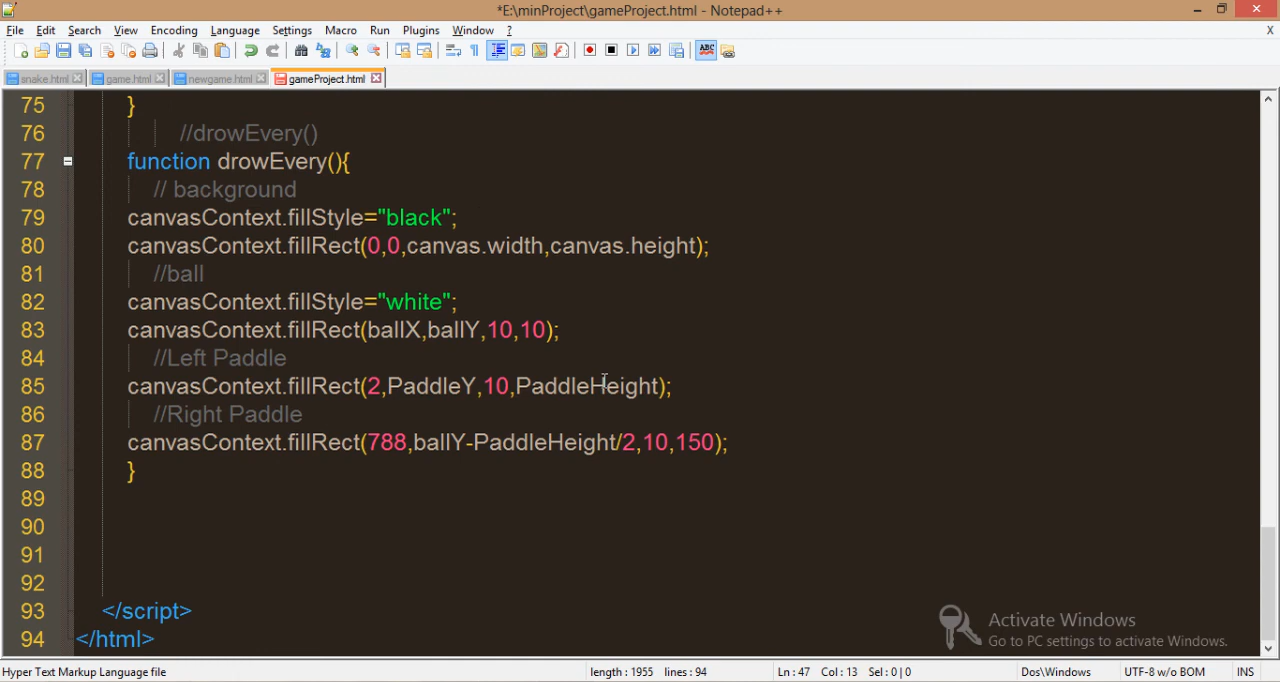 *E:\minProject\gameProject.html - Notepad++
File Edit Search View Encoding Language Settings Macro Run Plugins Window ? X
snake.html game.html newgame.html gameProject.html
75 }
76 //drowEvery()
77 function drowEvery(){
78 // background
79 canvasContext.fillStyle="black";
80 canvasContext.fillRect(0,0,canvas.width,canvas.height);
81 //ball
82 canvasContext.fillStyle="white";
83 canvasContext.fillRect(ballX,ballY,10,10);
84 //Left Paddle
85 canvasContext.fillRect(2,PaddleY,10,PaddleHeight);
86 //Right Paddle
87 canvasContext.fillRect(788,ballY-PaddleHeight/2,10,150);
88 }
89
90
91
92
93 </script>
94 </html>
Activate Windows
Go to PC settings to activate Windows.
Hyper Text Markup Language file length : 1955 lines : 94 Ln : 47 Col : 13 Sel : 0 | 0 Dos\Windows UTF-8 w/o BOM INS